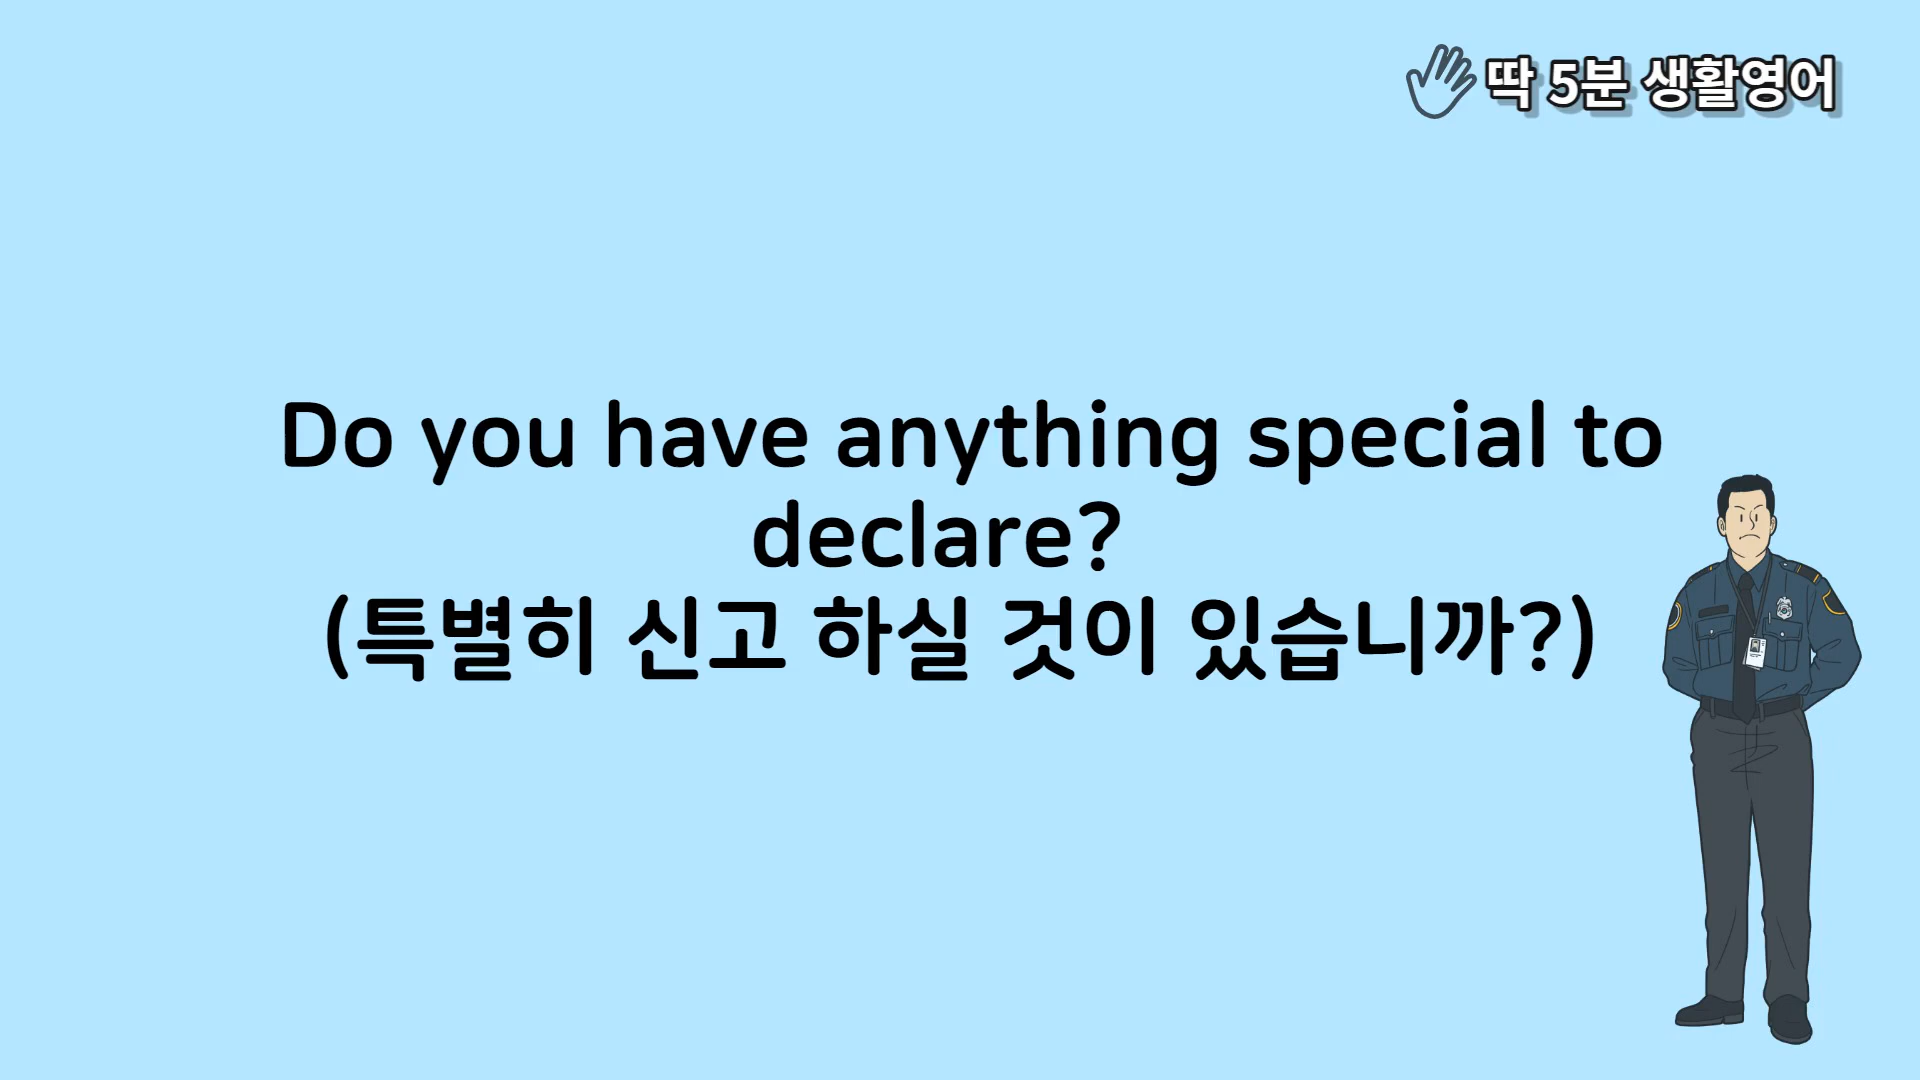 딱 5분 생활영어
Do you have anything special to
declare?
(특별히 신고 하실 것이 있습니까?)